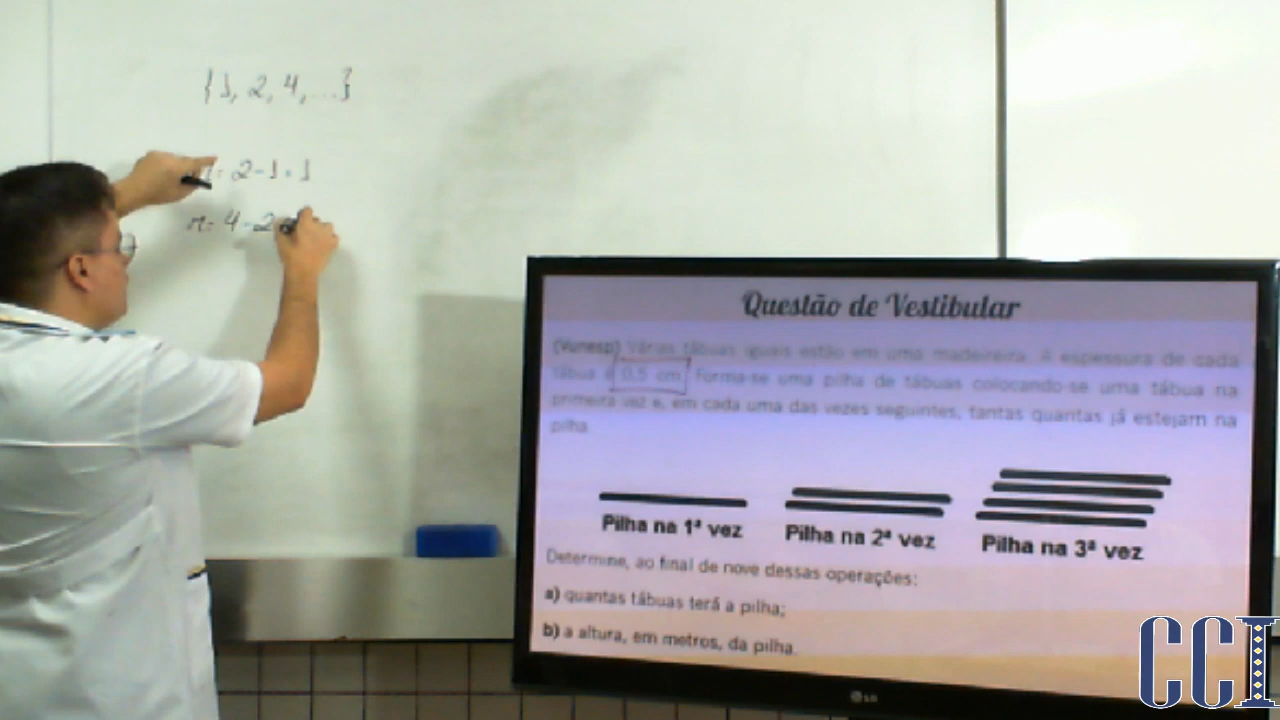 {1, 2, 4, ...}
r = 2 - 1 = 1
r = 4 - 2
Questão de Vestibular
(Vunesp) Várias tábuas iguais estão em uma madeireira. A espessura de cada
tábua é 0,5 cm. Forma-se uma pilha de tábuas colocando-se uma tábua na
primeira vez e, em cada uma das vezes seguintes, tantas quantas já estejam na
pilha.
Pilha na 1ª vez
Pilha na 2ª vez
Pilha na 3ª vez
Determine, ao final de nove dessas operações:
a) quantas tábuas terá a pilha;
b) a altura, em metros, da pilha.
LG
CCI